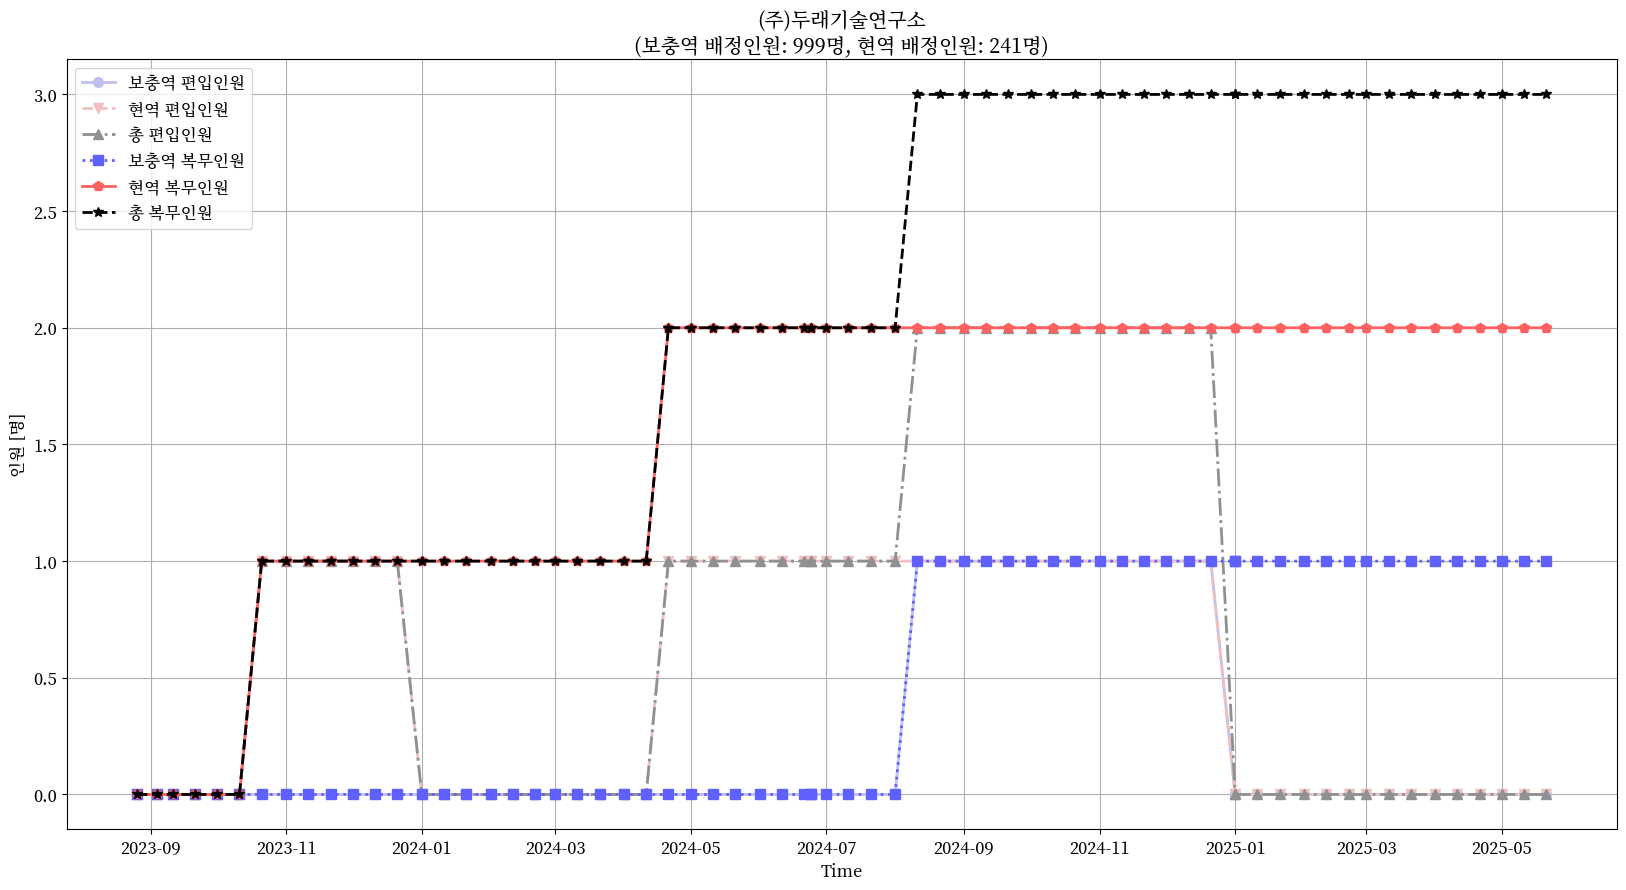 (주)두래기술연구소
(보충역 배정인원: 999명, 현역 배정인원: 241명)
보충역 편입인원
현역 편입인원
총 편입인원
보충역 복무인원
현역 복무인원
총 복무인원
3.0
2.5
2.0
1.5
1.0
0.5
0.0
인원 [명]
2023-09
2023-11
2024-01
2024-03
2024-05
2024-07
2024-09
2024-11
2025-01
2025-03
2025-05
Time